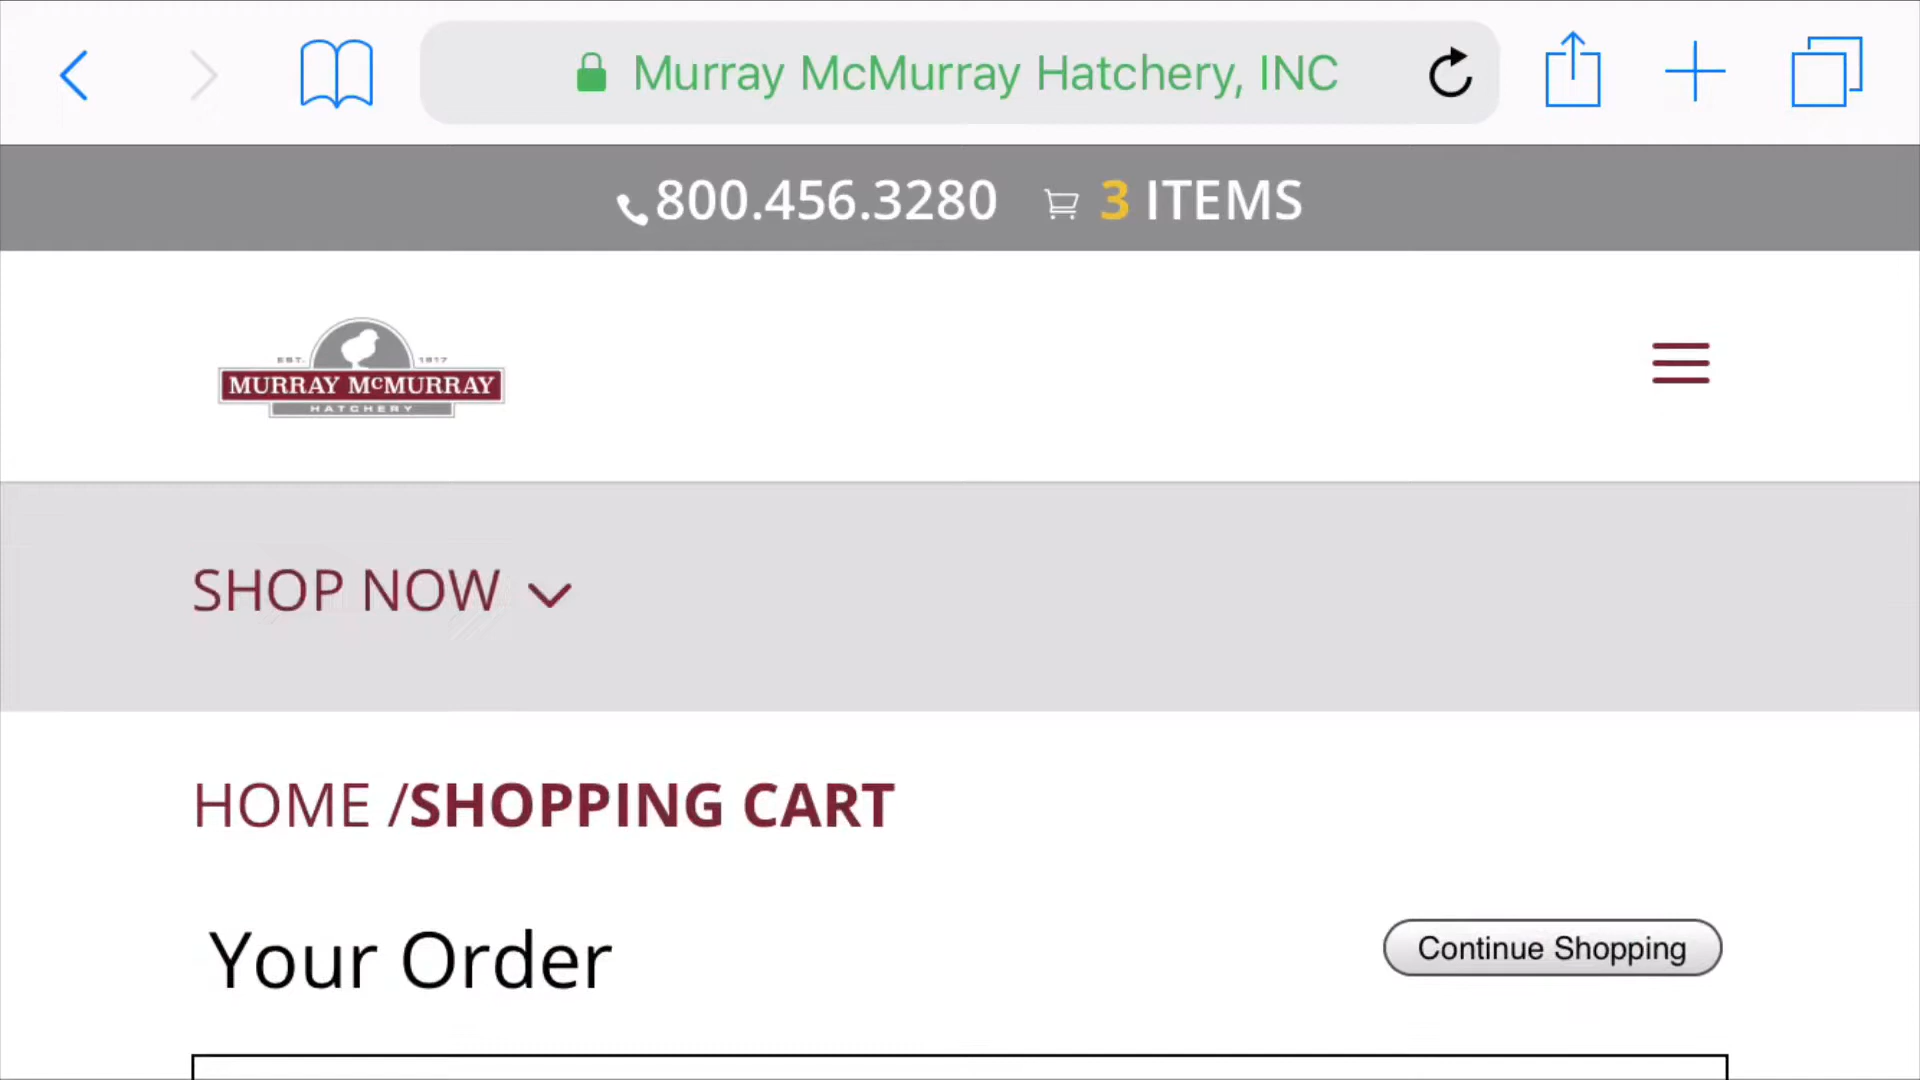 Murray McMurray Hatchery, INC
800.456.3280 3 ITEMS
EST. 1917
MURRAY McMURRAY
HATCHERY
SHOP NOW
HOME /SHOPPING CART
Your Order
Continue Shopping